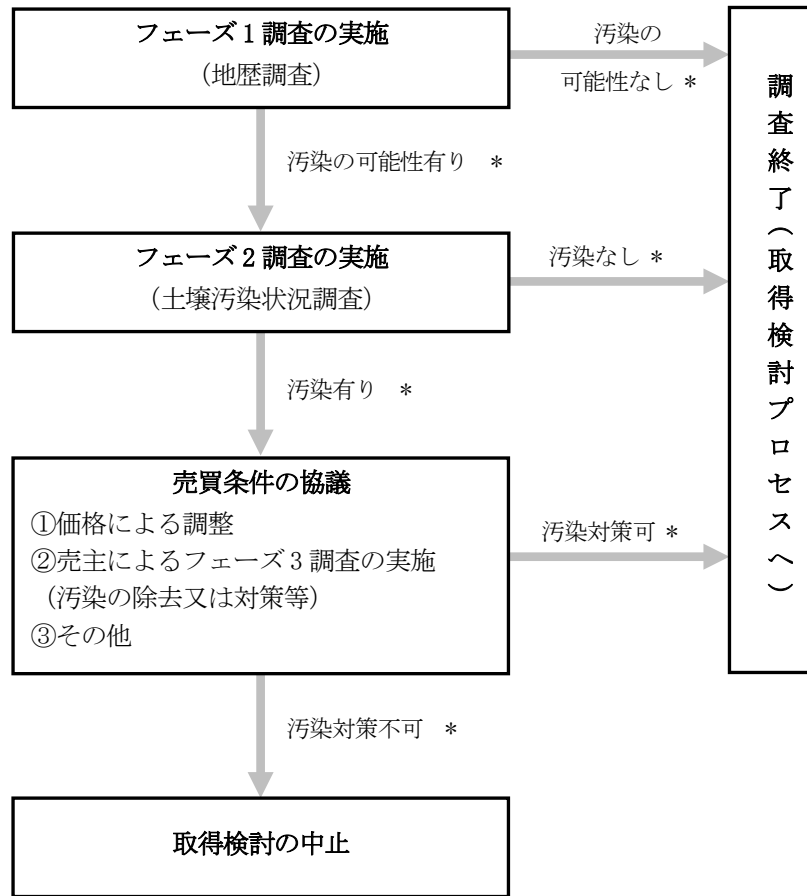 フェーズ1調査の実施
（地歴調査）
汚染の
可能性なし *
汚染の可能性有り *
フェーズ2調査の実施
（土壌汚染状況調査）
汚染なし *
汚染有り *
売買条件の協議
①価格による調整
②売主によるフェーズ3調査の実施
（汚染の除去又は対策等）
③その他
汚染対策可 *
汚染対策不可 *
取得検討の中止
調査終了（取得検討プロセスへ）